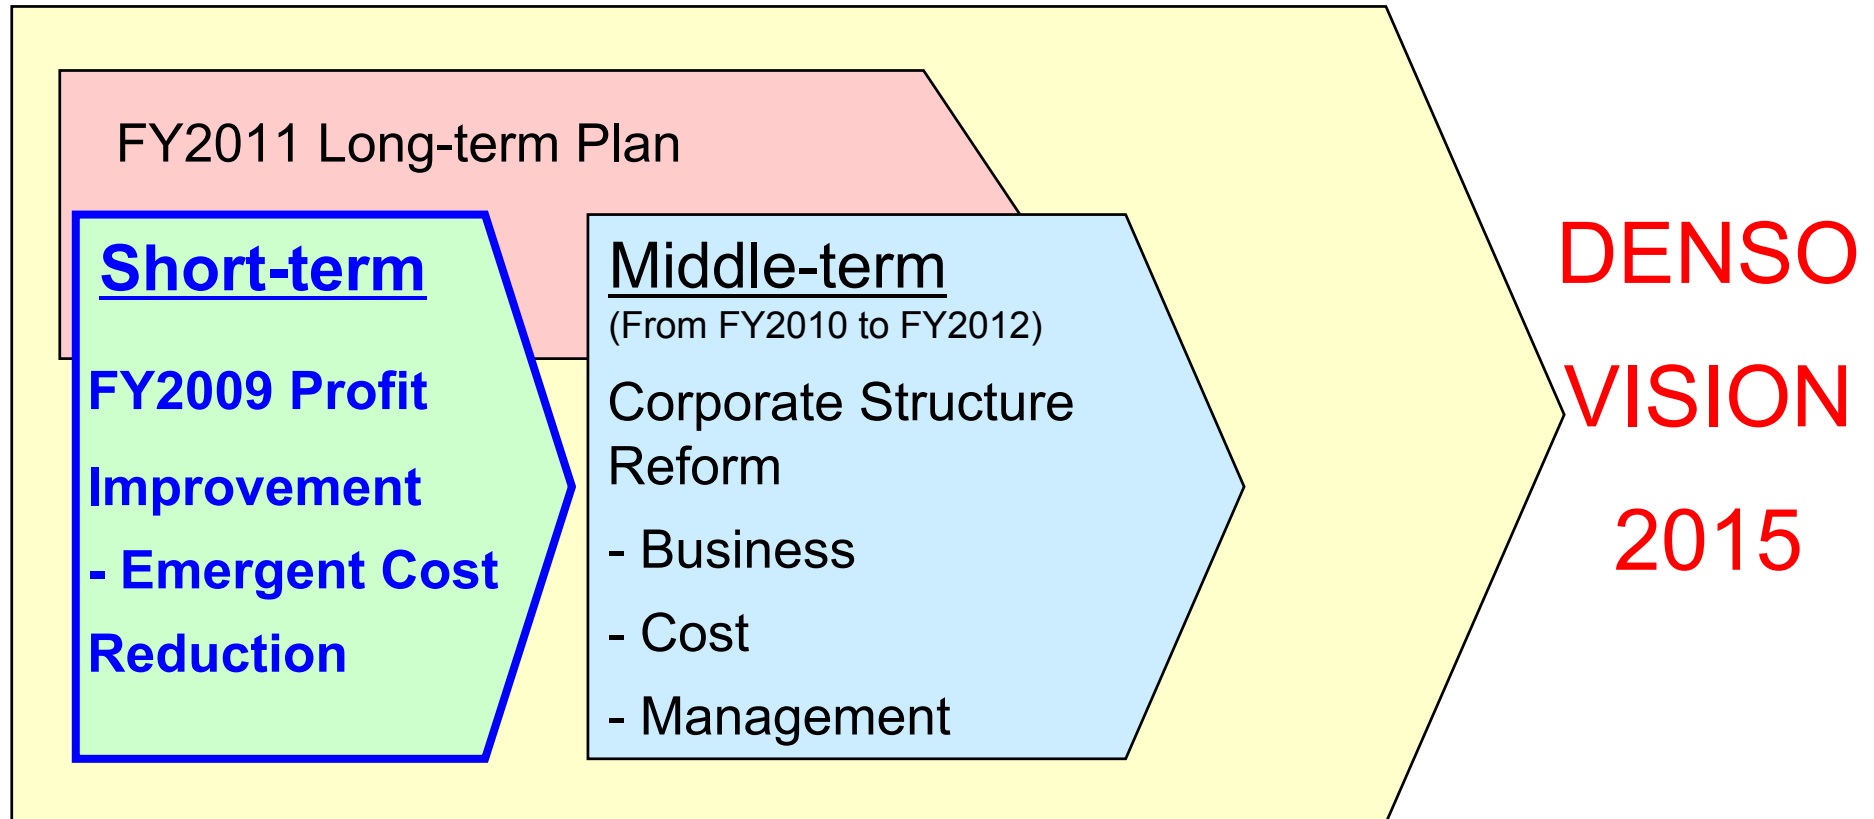 FY2011 Long-term Plan
Short-term
FY2009 Profit
Improvement
- Emergent Cost
Reduction
Middle-term
(From FY2010 to FY2012)
Corporate Structure
Reform
- Business
- Cost
- Management
DENSO
VISION
2015